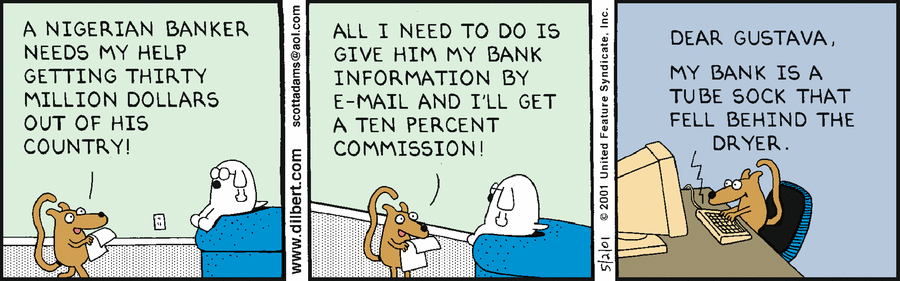 A NIGERIAN BANKER
NEEDS MY HELP
GETTING THIRTY
MILLION DOLLARS
OUT OF HIS
COUNTRY!
www.dilbert.com
scottadams@aol.com
ALL I NEED TO DO IS
GIVE HIM MY BANK
INFORMATION BY
E-MAIL AND I'LL GET
A TEN PERCENT
COMMISSION!
5/2/01
© 2001 United Feature Syndicate, Inc.
DEAR GUSTAVA,
MY BANK IS A
TUBE SOCK THAT
FELL BEHIND THE
DRYER.